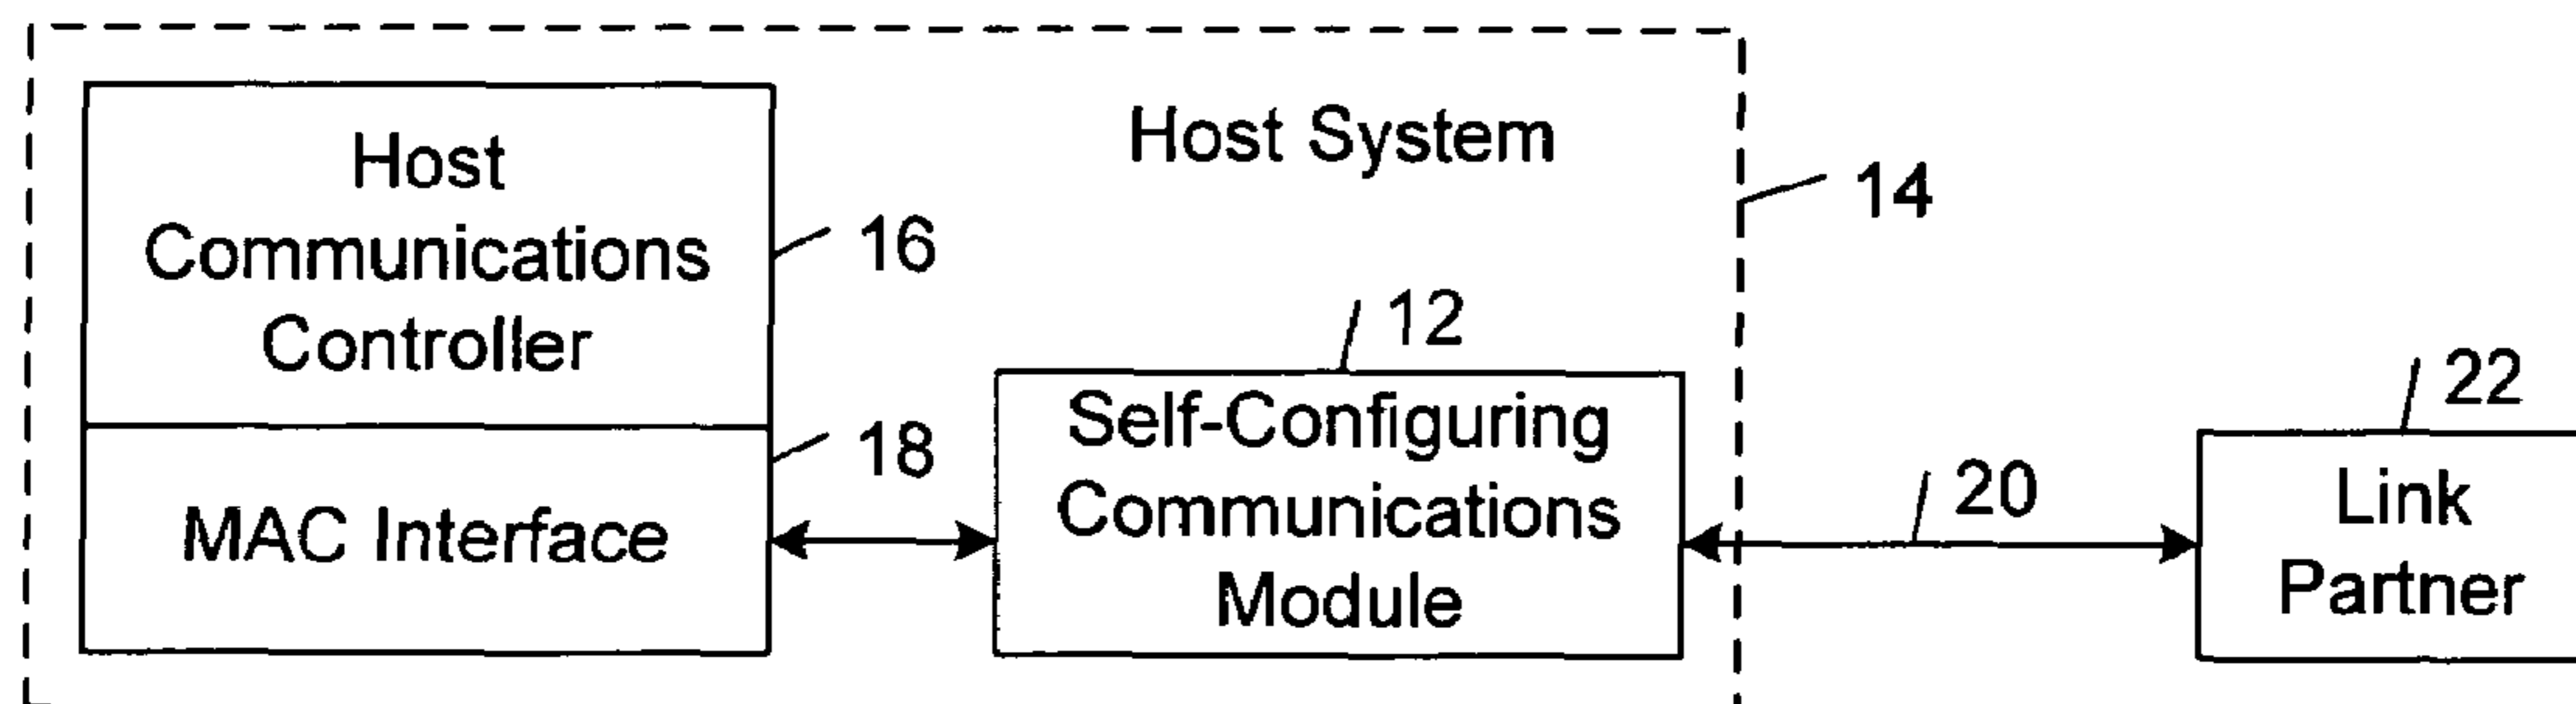 Host
Communications
Controller
16
MAC Interface
18
Host System
14
12
Self-Configuring
Communications
Module
20
22
Link
Partner